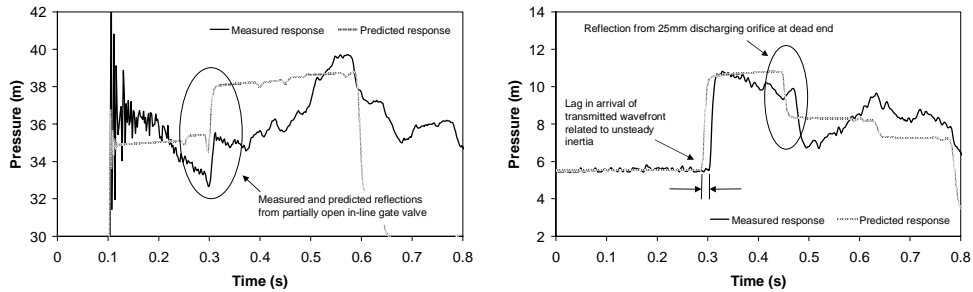 42
40
38
36
34
32
30
Pressure (m)
Measured response
Predicted response
Measured and predicted reflections
from partially open in-line gate valve
0
0.1
0.2
0.3
0.4
0.5
0.6
0.7
0.8
Time (s)
14
12
10
8
6
4
2
Pressure (m)
Reflection from 25mm discharging orifice at dead end
Lag in arrival of
transmitted wavefront
related to unsteady
inertia
Measured response
Predicted response
0
0.1
0.2
0.3
0.4
0.5
0.6
0.7
0.8
Time (s)